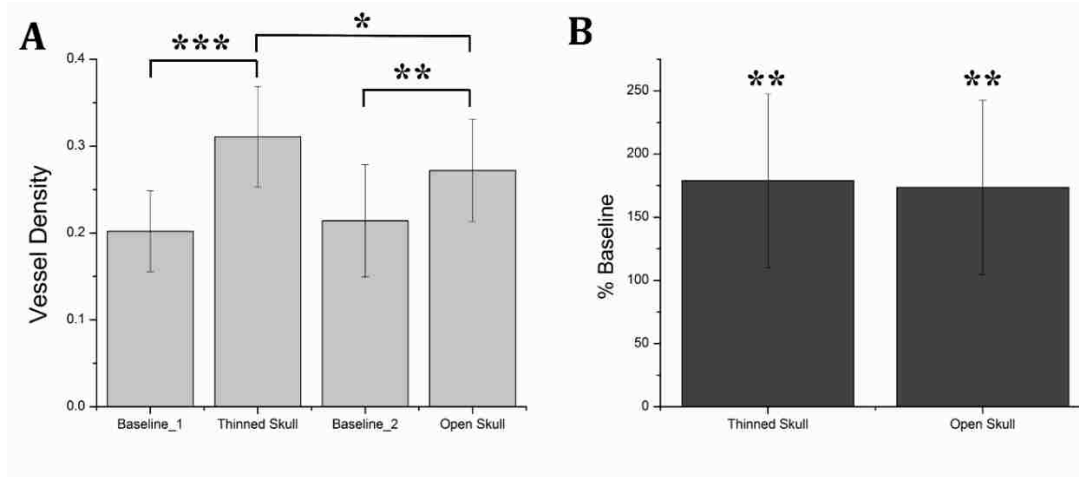 A
***
*
**
0.4
0.3
0.2
0.1
0.0
Vessel Density
Baseline_1
Thinned Skull
Baseline_2
Open Skull
B
**
**
250
200
150
100
50
0
% Baseline
Thinned Skull
Open Skull